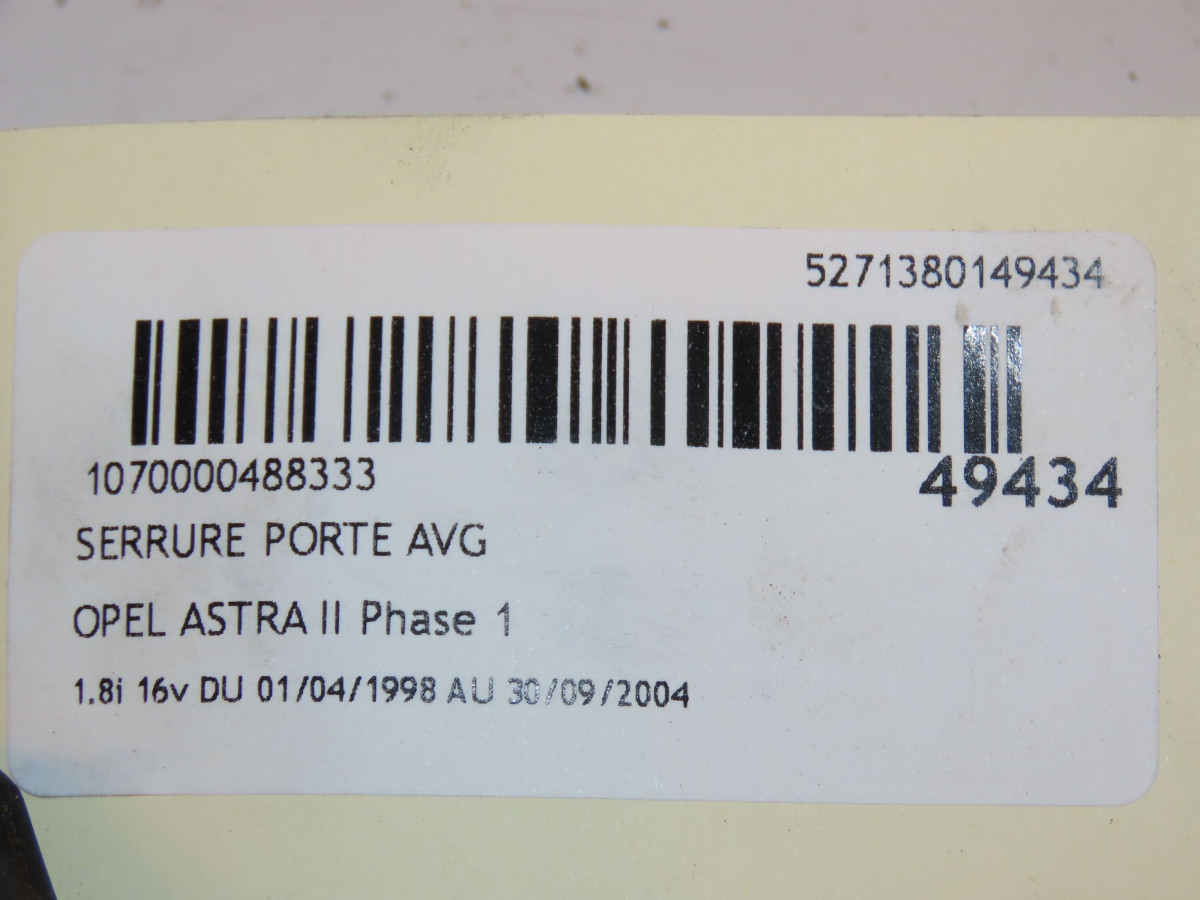 5271380149434
1070000488333
49434
SERRURE PORTE AVG
OPEL ASTRA II Phase 1
1.8i 16v DU 01/04/1998 AU 30/09/2004